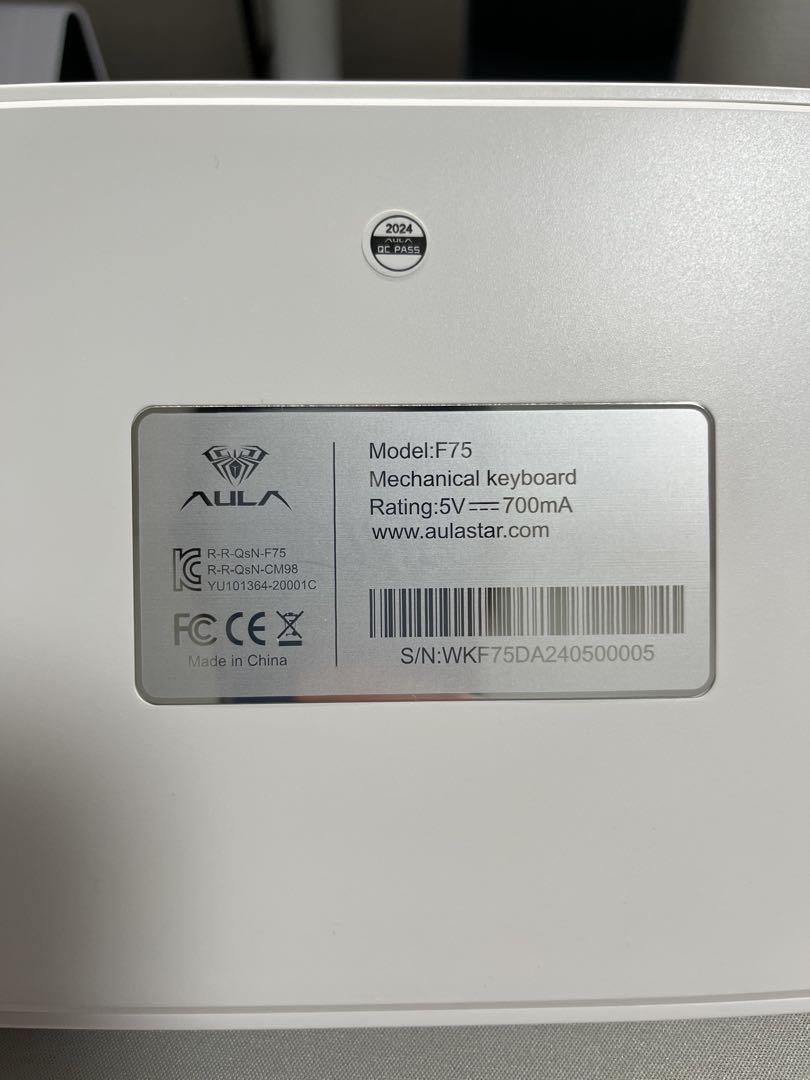 2024
AULA
QC PASS
AULA
R-R-QsN-F75
R-R-QsN-CM98
YU101364-20001C
FC CE
Made in China
Model:F75
Mechanical keyboard
Rating:5V⎓700mA
www.aulastar.com
S/N:WKF75DA240500005